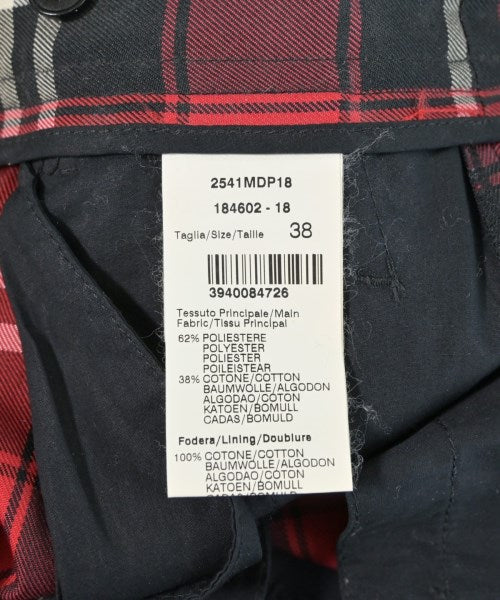 2541MDP18
184602 - 18
Taglia/Size/Taille 38
3940084726
Tessuto Principale/Main
Fabric/Tissu Principal
62% POLIESTERE
POLYESTER
POLIESTER
POILEISTEAR
38% COTONE/COTTON
BAUMWOLLE/ALGODON
ALGODAO/COTON
KATOEN/BOMULL
CADAS/BOMULD
Fodera/Lining/Doublure
100% COTONE/COTTON
BAUMWOLLE/ALGODON
ALGODAO/COTON
KATOEN/BOMULL
CADAS/BOMULD